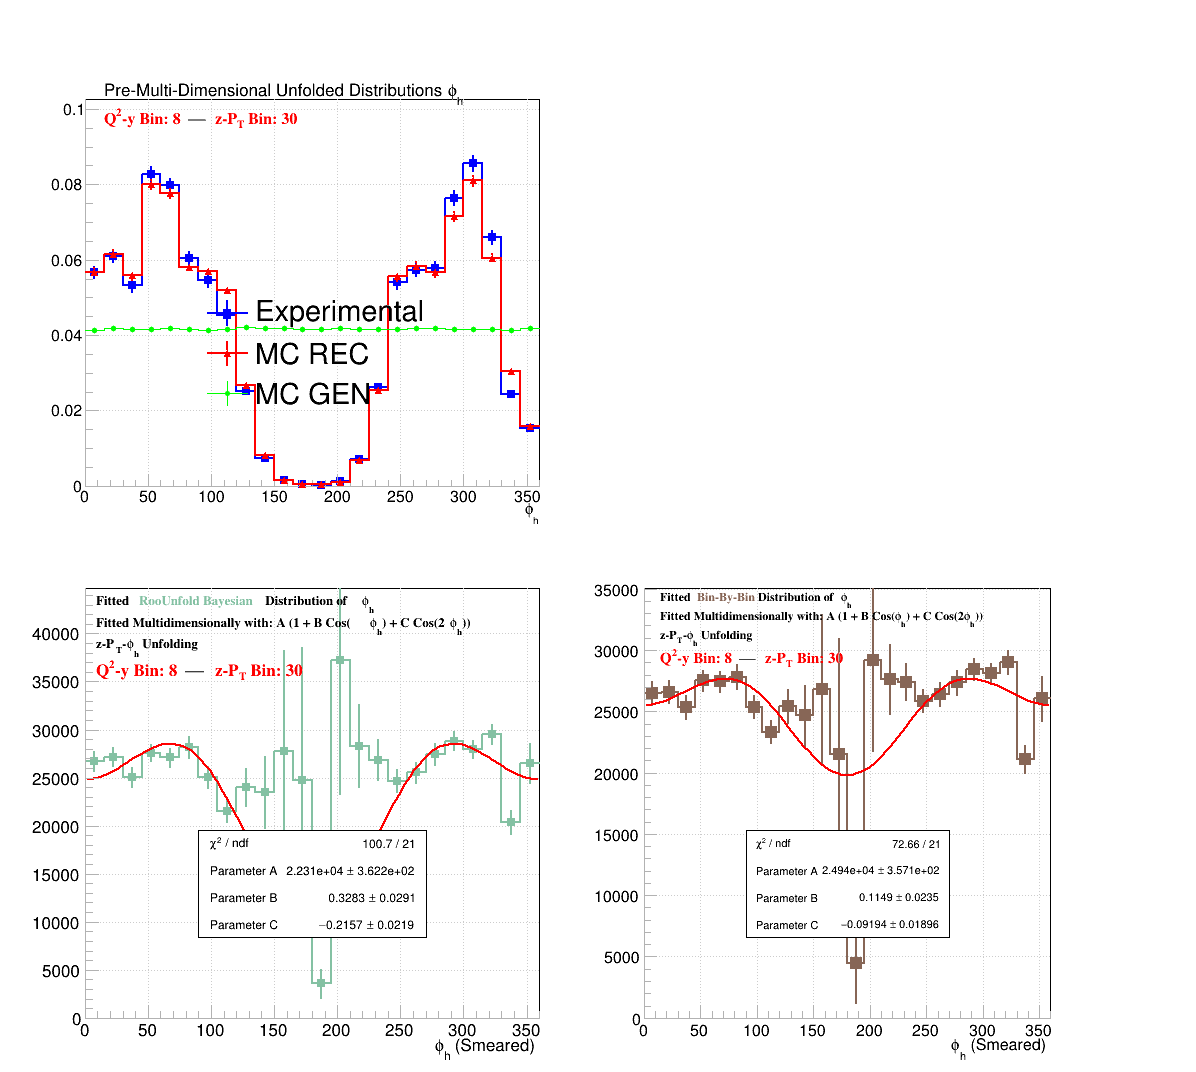 Pre-Multi-Dimensional Unfolded Distributions ϕh
Q²-y Bin: 8 — z-PT Bin: 30
0.1
0.08
0.06
0.04
0.02
0
Experimental
MC REC
MC GEN
0 50 100 150 200 250 300 350
ϕh
Fitted RooUnfold Bayesian Distribution of ϕh
Fitted Multidimensionally with: A (1 + B Cos( ϕh) + C Cos(2 ϕh))
z-PT-ϕh Unfolding
Q²-y Bin: 8 — z-PT Bin: 30
40000
35000
30000
25000
20000
15000
10000
5000
0
χ² / ndf 100.7 / 21
Parameter A 2.231e+04 ± 3.622e+02
Parameter B 0.3283 ± 0.0291
Parameter C −0.2157 ± 0.0219
0 50 100 150 200 250 300 350
ϕh (Smeared)
Fitted Bin-By-Bin Distribution of ϕh
Fitted Multidimensionally with: A (1 + B Cos(ϕh) + C Cos(2ϕh))
z-PT-ϕh Unfolding
Q²-y Bin: 8 — z-PT Bin: 30
35000
30000
25000
20000
15000
10000
5000
0
χ² / ndf 72.66 / 21
Parameter A 2.494e+04 ± 3.571e+02
Parameter B 0.1149 ± 0.0235
Parameter C −0.09194 ± 0.01896
0 50 100 150 200 250 300 350
ϕh (Smeared)